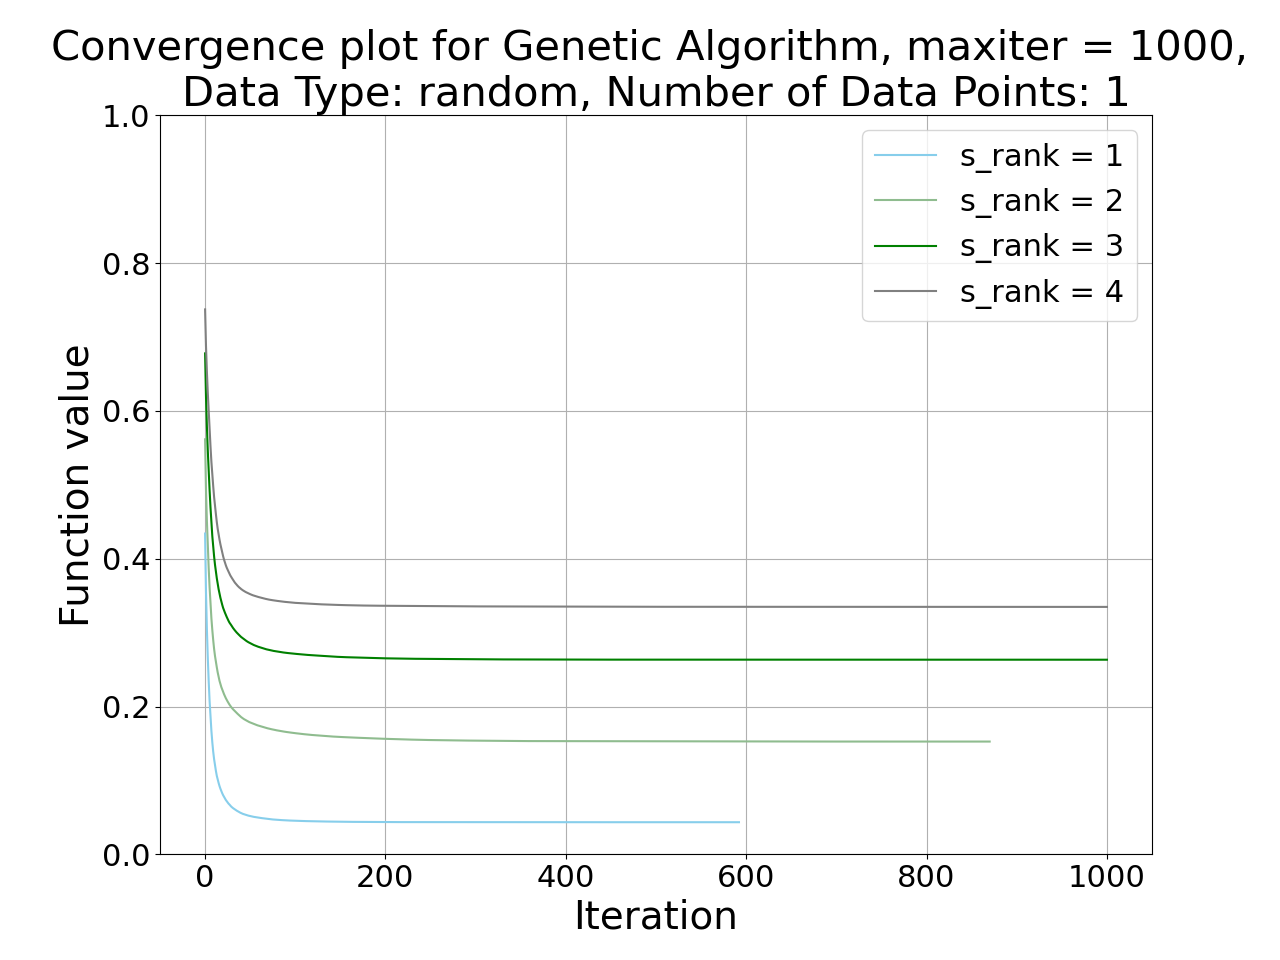 Convergence plot for Genetic Algorithm, maxiter = 1000,
Data Type: random, Number of Data Points: 1
1.0
0.8
0.6
0.4
0.2
0.0
Function value
s_rank = 1
s_rank = 2
s_rank = 3
s_rank = 4
0 200 400 600 800 1000
Iteration